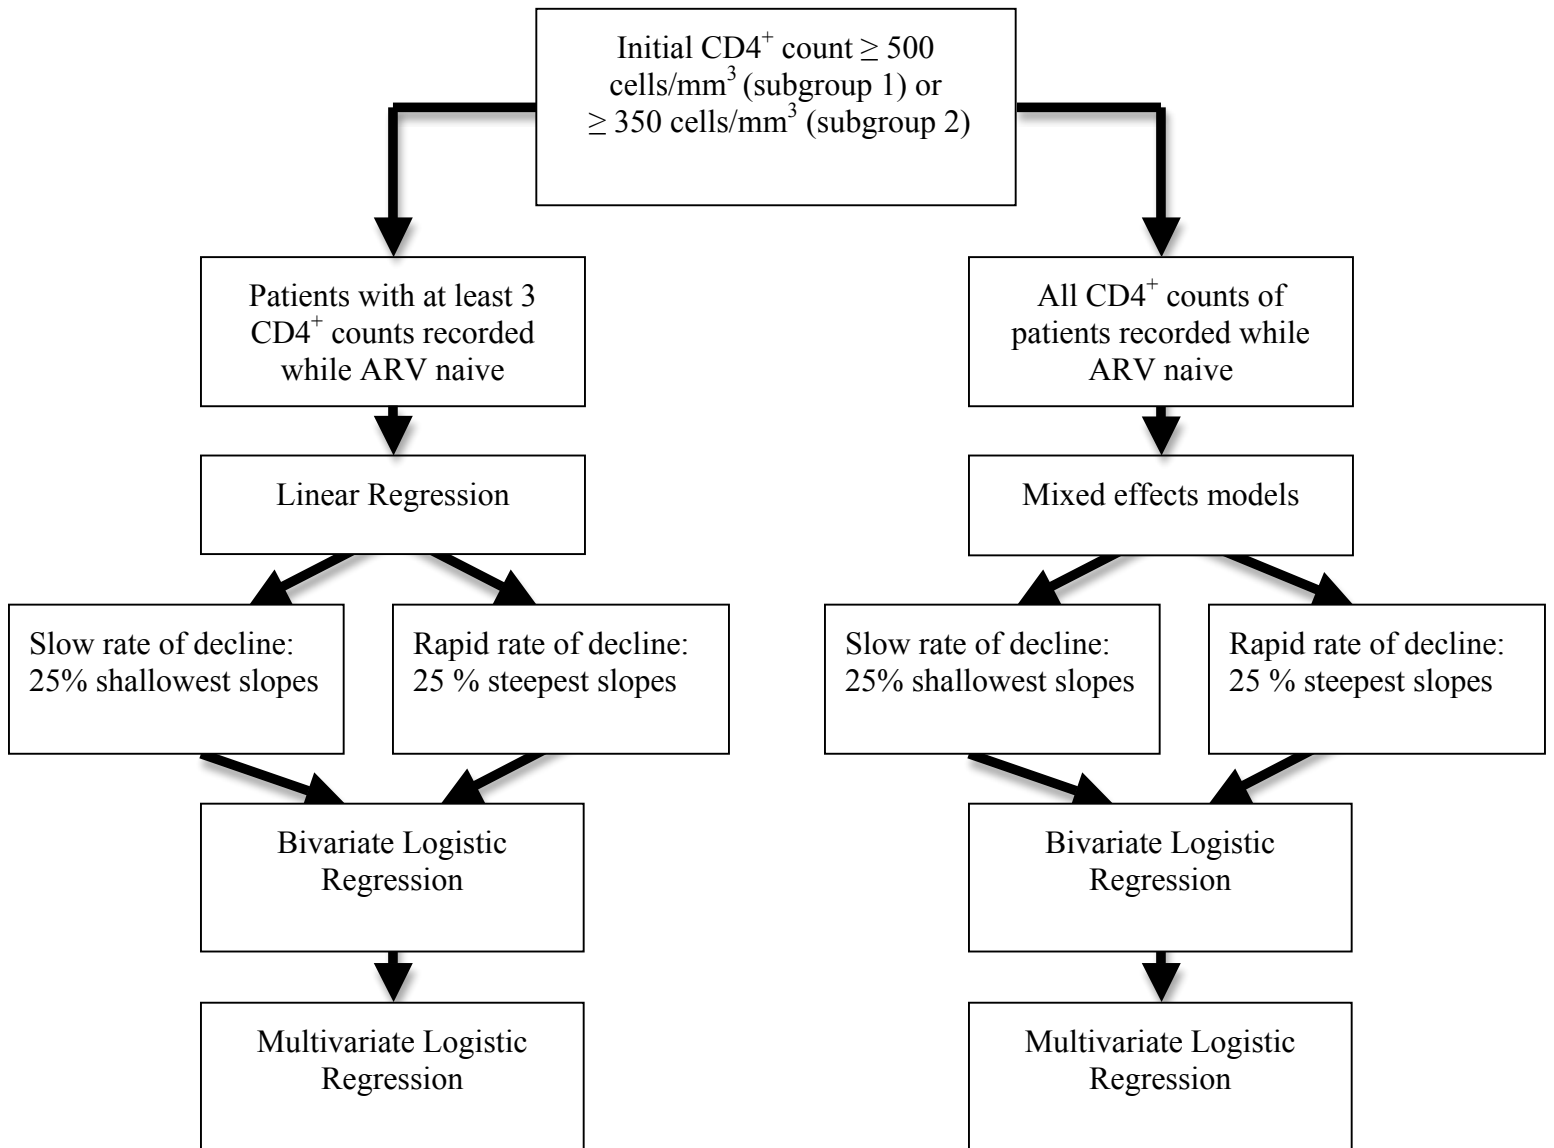 Initial CD4⁺ count ≥ 500
cells/mm³ (subgroup 1) or
≥ 350 cells/mm³ (subgroup 2)
Patients with at least 3
CD4⁺ counts recorded
while ARV naive
All CD4⁺ counts of
patients recorded while
ARV naive
Linear Regression
Mixed effects models
Slow rate of decline:
25% shallowest slopes
Rapid rate of decline:
25 % steepest slopes
Slow rate of decline:
25% shallowest slopes
Rapid rate of decline:
25 % steepest slopes
Bivariate Logistic
Regression
Bivariate Logistic
Regression
Multivariate Logistic
Regression
Multivariate Logistic
Regression